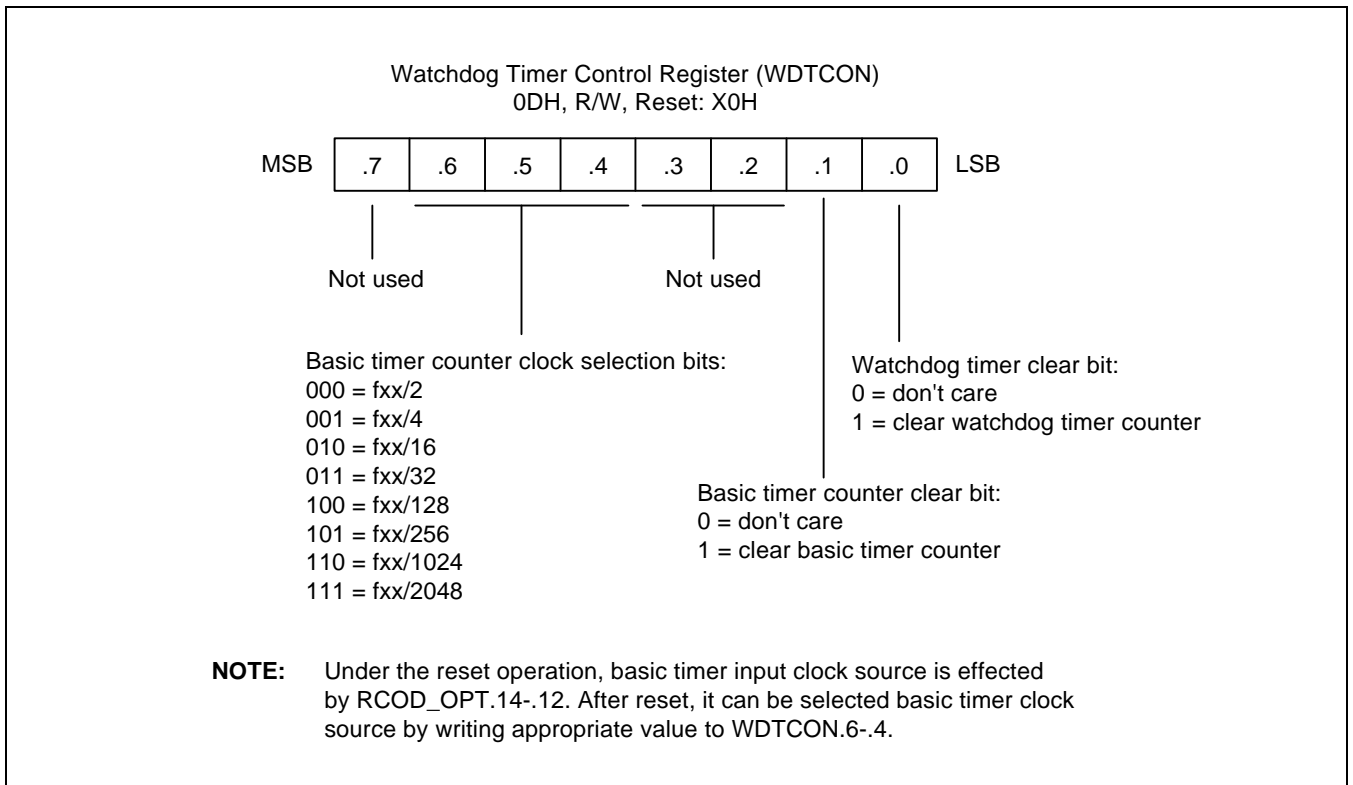 Watchdog Timer Control Register (WDTCON)
0DH, R/W, Reset: X0H
MSB .7 .6 .5 .4 .3 .2 .1 .0 LSB
Not used
Not used
Basic timer counter clock selection bits:
000 = fxx/2
001 = fxx/4
010 = fxx/16
011 = fxx/32
100 = fxx/128
101 = fxx/256
110 = fxx/1024
111 = fxx/2048
Watchdog timer clear bit:
0 = don't care
1 = clear watchdog timer counter
Basic timer counter clear bit:
0 = don't care
1 = clear basic timer counter
NOTE: Under the reset operation, basic timer input clock source is effected
by RCOD_OPT.14-.12. After reset, it can be selected basic timer clock
source by writing appropriate value to WDTCON.6-.4.